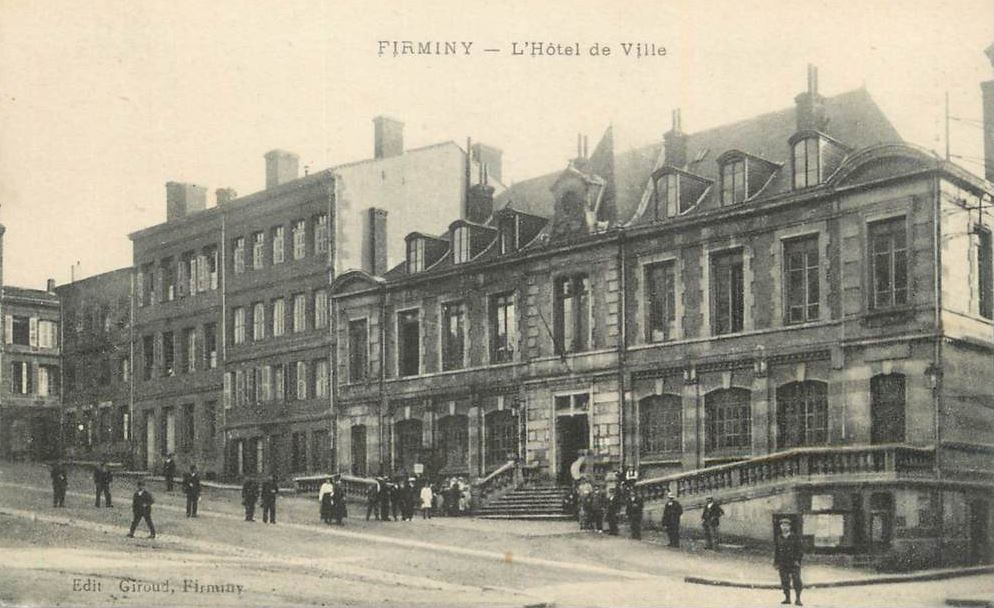 FIRMINY — L'Hôtel de Ville
Edit Giroud, Firminy